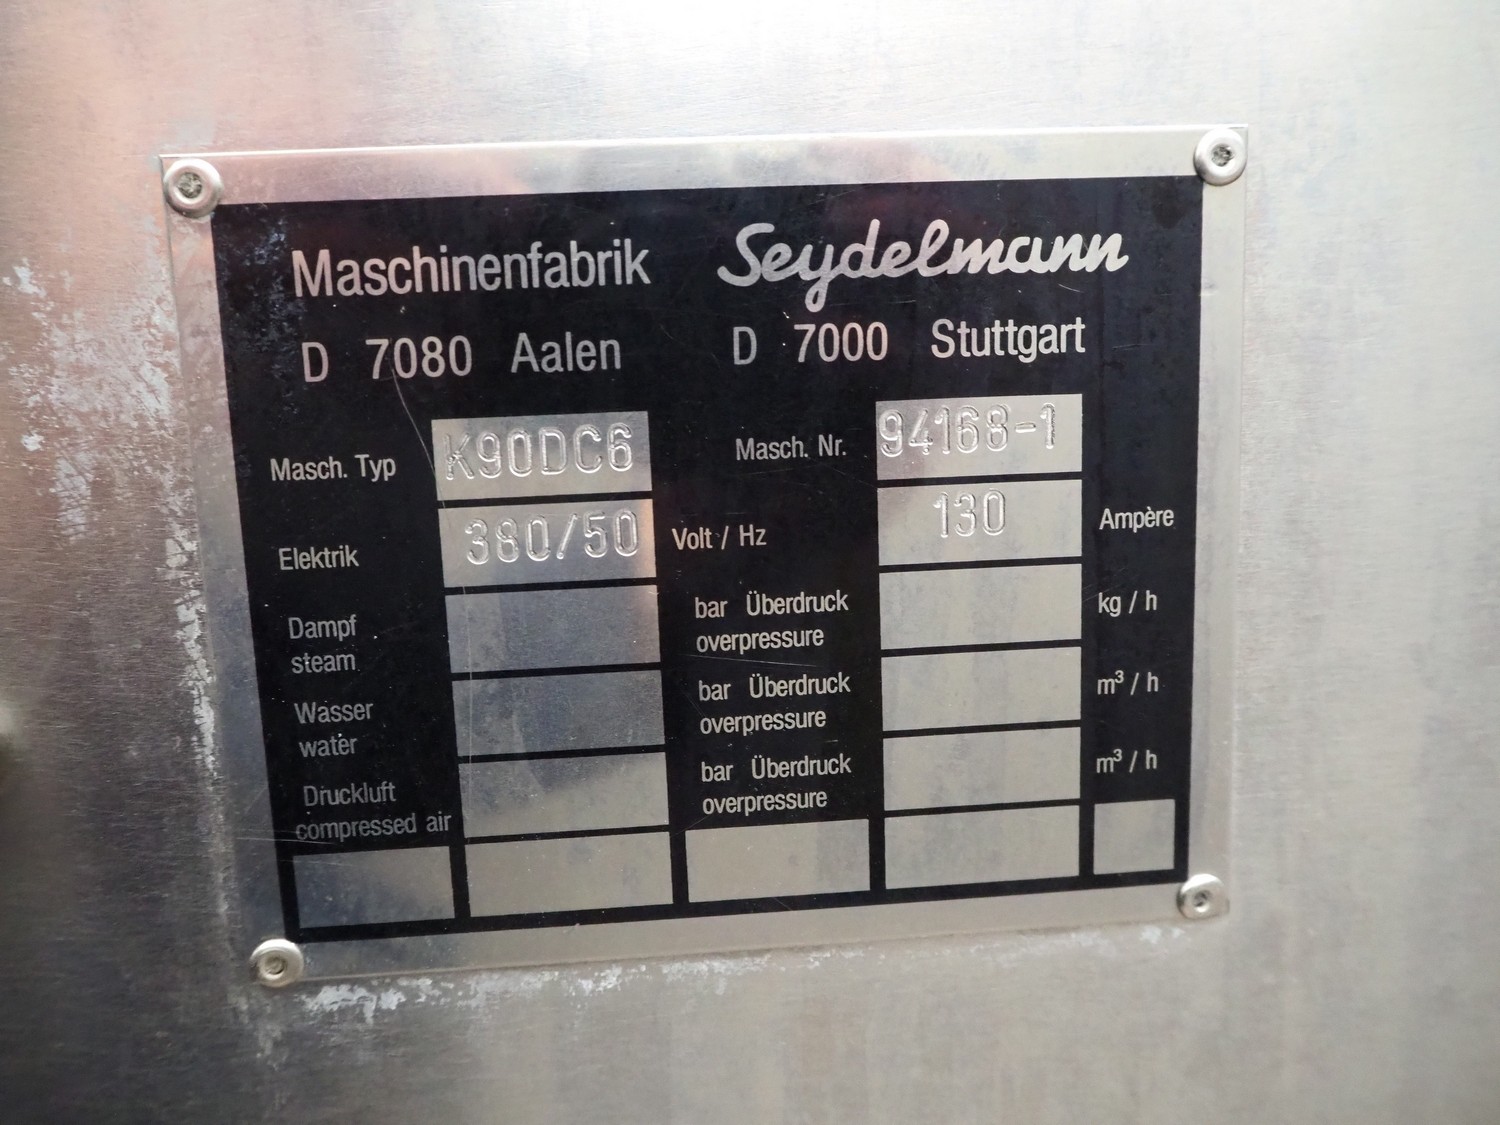 Maschinenfabrik Seydelmann
D 7080 Aalen D 7000 Stuttgart
Masch. Typ K90DC6 Masch. Nr. 94168-1
Elektrik 380/50 Volt / Hz 130 Ampère
Dampf bar Überdruck kg / h
steam overpressure
Wasser bar Überdruck m³ / h
water overpressure
Druckluft bar Überdruck m³ / h
compressed air overpressure